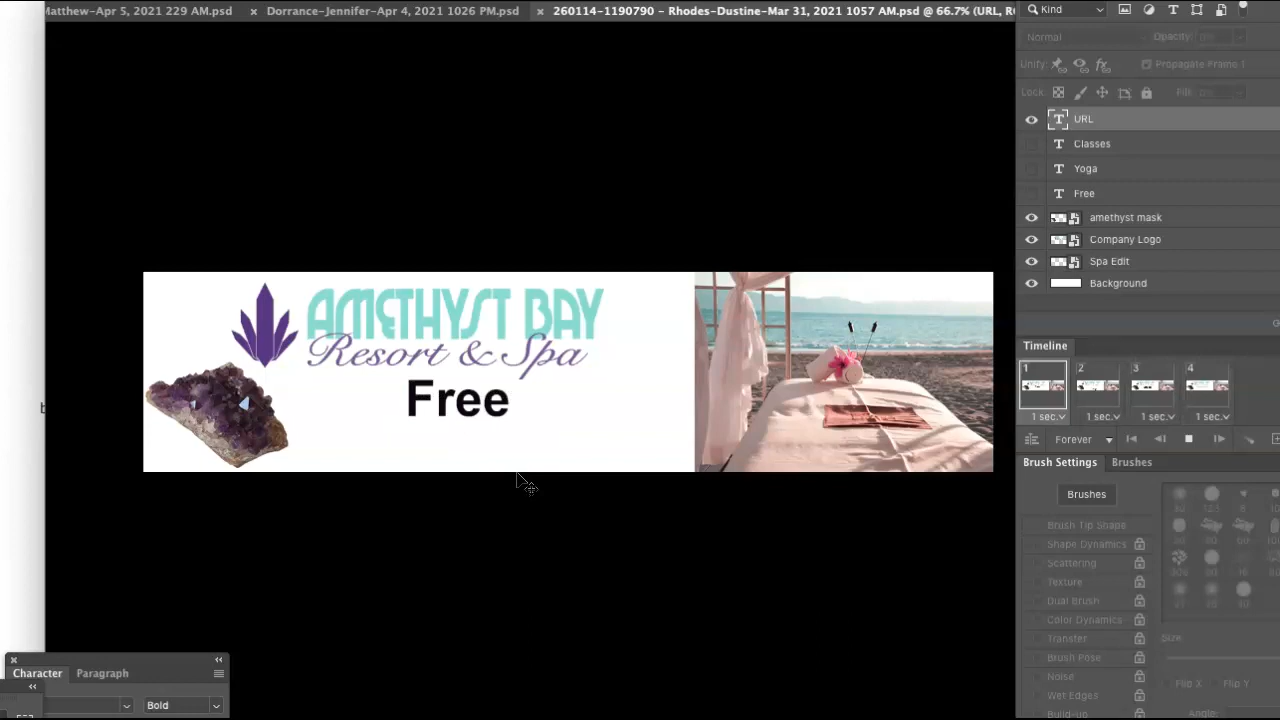 Matthew-Apr 5, 2021 229 AM.psd
Dorrance-Jennifer-Apr 4, 2021 1026 PM.psd
260114-1190790 – Rhodes-Dustine-Mar 31, 2021 1057 AM.psd @ 66.7% (URL,
Kind
Normal
Opacity:
Unify:
Propagate Frame 1
Lock:
Fill:
URL
Classes
Yoga
Free
amethyst mask
Company Logo
Spa Edit
Background
AMETHYST BAY
Resort & Spa
Free
Timeline
1 2 3 4
1 sec. 1 sec. 1 sec. 1 sec.
Forever
Brush Settings Brushes
Brushes
Brush Tip Shape
Shape Dynamics
Scattering
Texture
Dual Brush
Color Dynamics
Transfer
Brush Pose
Noise
Wet Edges
Build-up
Size
Flip X Flip Y
Angle:
Character Paragraph
Bold